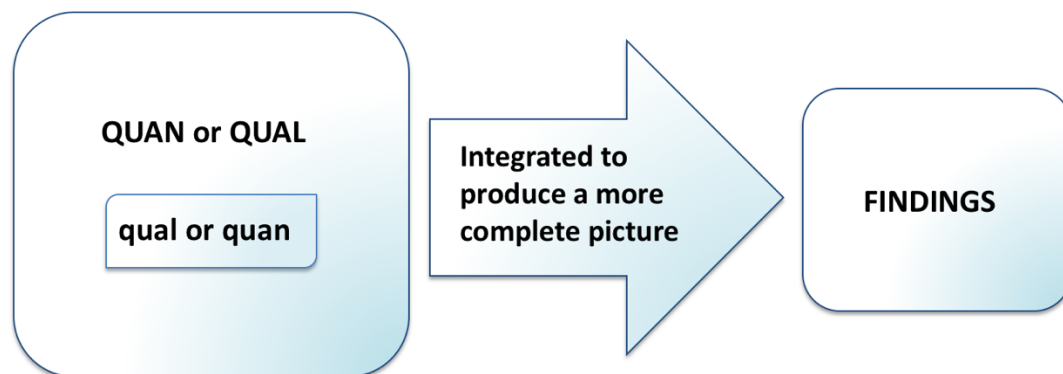 QUAN or QUAL
qual or quan
Integrated to
produce a more
complete picture
FINDINGS